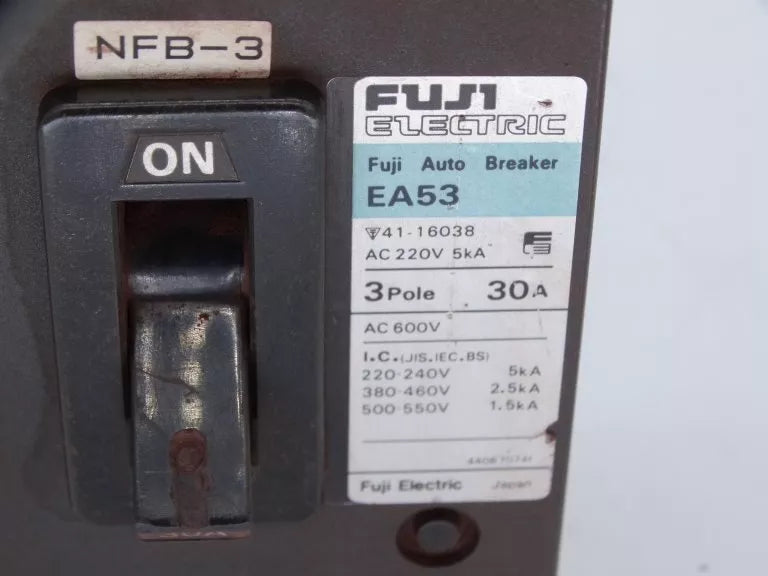 NFB-3
ON
FUJI
ELECTRIC
Fuji Auto Breaker
EA53
41-16038
AC 220V 5kA
3Pole 30A
AC 600V
I.C.(JIS.IEC.BS)
220-240V 5kA
380-460V 2.5kA
500-550V 1.5kA
Fuji Electric Japan